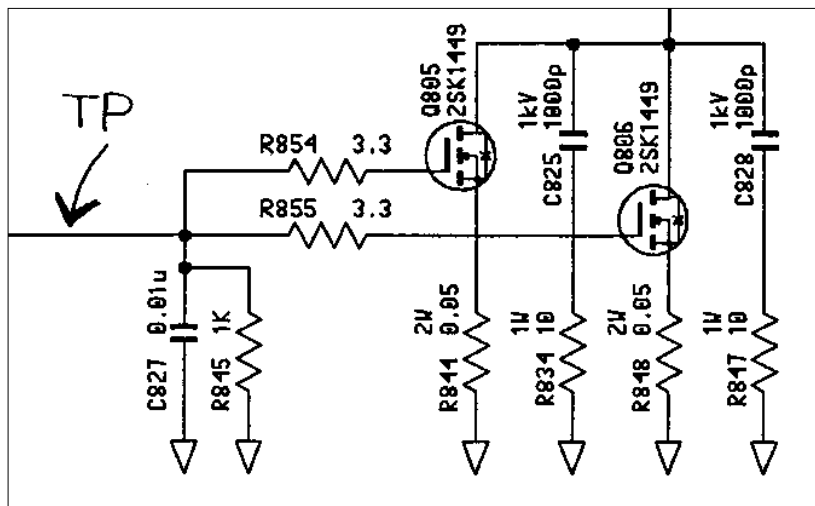 TP
R854 3.3
R855 3.3
Q805
2SK1449
1kV
1000p
C825
Q806
2SK1449
1kV
1000p
C828
0.01u
C827
1K
R845
2W
0.05
R844
1W
10
R834
2W
0.05
R848
1W
10
R847